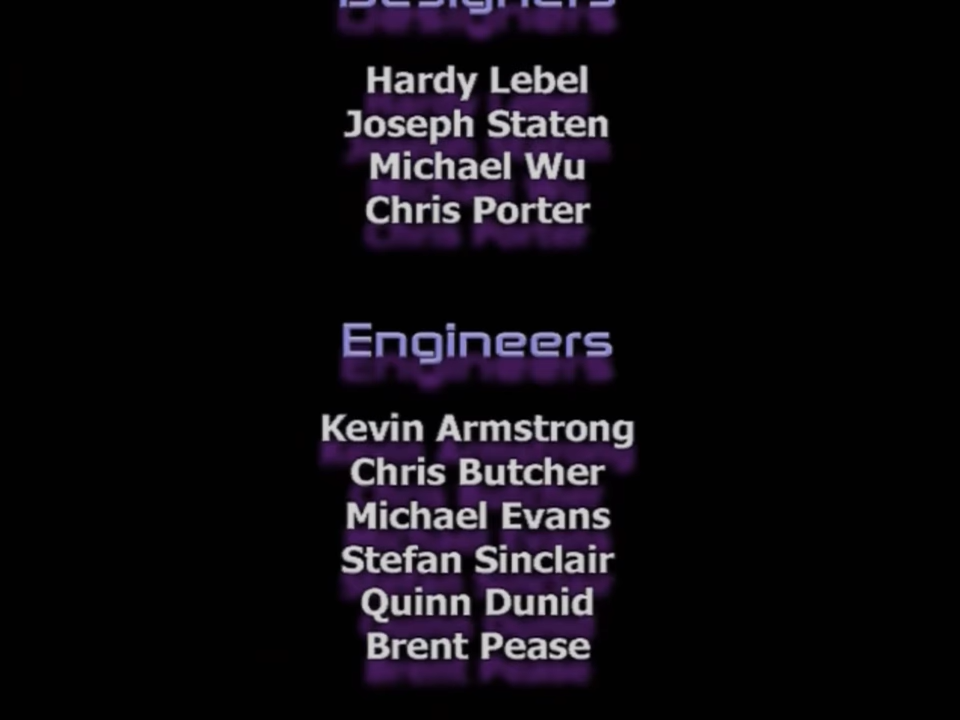 Designers
Hardy Lebel
Joseph Staten
Michael Wu
Chris Porter
Engineers
Kevin Armstrong
Chris Butcher
Michael Evans
Stefan Sinclair
Quinn Dunid
Brent Pease